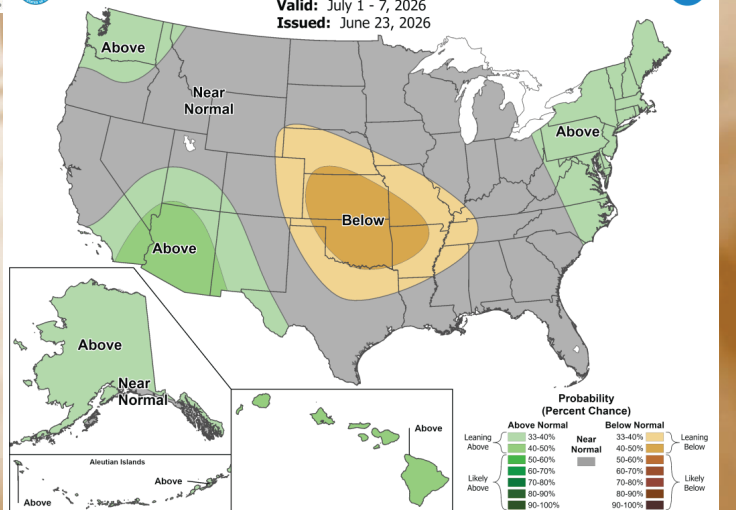 Valid: July 1 - 7, 2026
Issued: June 23, 2026
Above
Near
Normal
Above
Below
Above
Above
Near
Normal
Aleutian Islands
Above
Above
Above
Probability
(Percent Chance)
Above Normal
Below Normal
Leaning
Above
33-40%
40-50%
50-60%
60-70%
70-80%
80-90%
90-100%
Likely
Above
Near
Normal
33-40%
40-50%
50-60%
60-70%
70-80%
80-90%
90-100%
Leaning
Below
Likely
Below